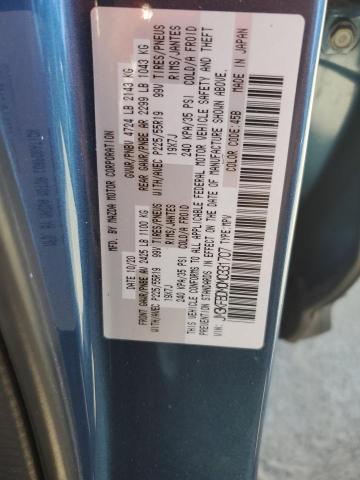 MFD. BY MAZDA MOTOR CORPORATION
10/20 GVWR/PNBV 4724 LB 2143 KG
FRONT GAWR/PNBE AV 2425 LB 1100 KG REAR GAWR/PNBE AR 2299 LB 1043 KG
WITH/AVEC P225/55R19 99V TIRES/PNEUS WITH/AVEC P225/55R19 99V TIRES/PNEUS
19X7J RIMS/JANTES 19X7J RIMS/JANTES
240 KPA/35 PSI COLD/A FROID 240 KPA/35 PSI COLD/A FROID
THIS VEHICLE CONFORMS TO ALL APPLICABLE FEDERAL MOTOR VEHICLE SAFETY AND THEFT
PREVENTION STANDARDS IN EFFECT ON THE DATE OF MANUFACTURE SHOWN ABOVE.
VIN: TYPE: MPV COLOR CODE: 45B MADE IN JAPAN